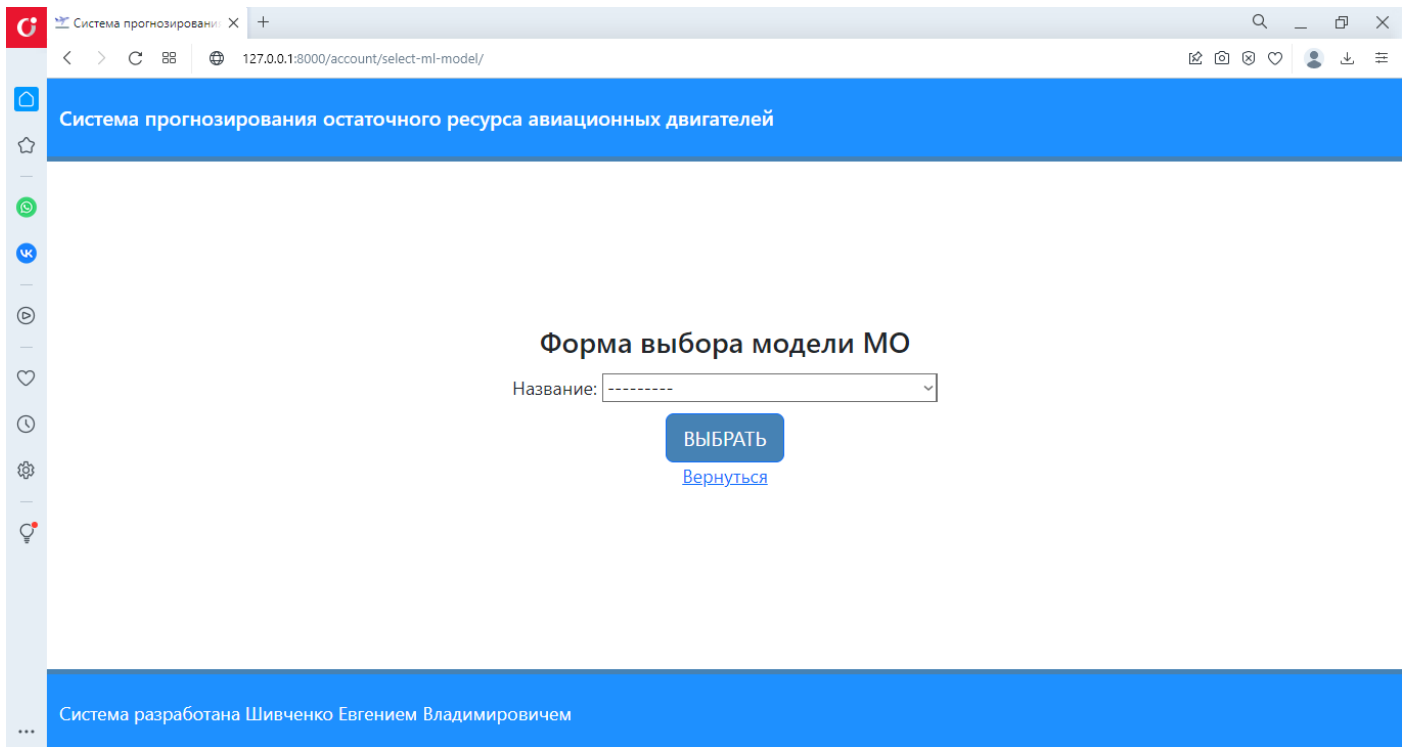 Система прогнозировани
127.0.0.1:8000/account/select-ml-model/
Система прогнозирования остаточного ресурса авиационных двигателей
Форма выбора модели МО
Название: ---------
ВЫБРАТЬ
Вернуться
Система разработана Шивченко Евгением Владимировичем